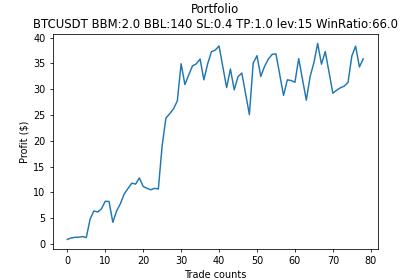 Portfolio
BTCUSDT BBM:2.0 BBL:140 SL:0.4 TP:1.0 lev:15 WinRatio:66.0
40
35
30
25
20
15
10
5
0
Profit ($)
0 10 20 30 40 50 60 70 80
Trade counts